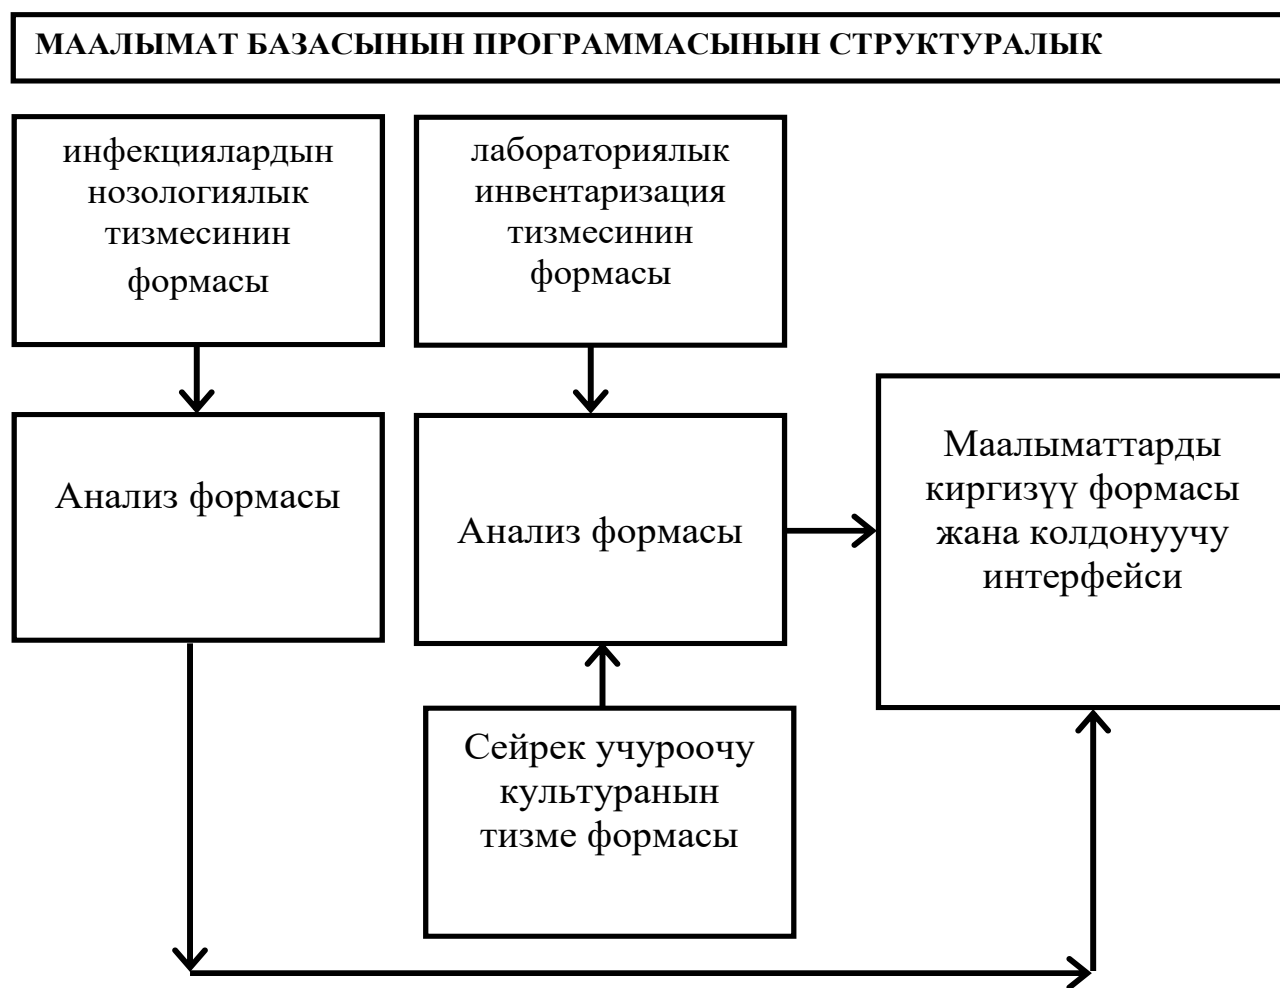 МААЛЫМАТ БАЗАСЫНЫН ПРОГРАММАСЫНЫН СТРУКТУРАЛЫК
инфекциялардын
нозологиялык
тизмесинин
формасы
лабораториялык
инвентаризация
тизмесинин
формасы
Анализ формасы
Анализ формасы
Маалыматтарды
киргизүү формасы
жана колдонуучу
интерфейси
Сейрек учуроочу
культуранын
тизме формасы